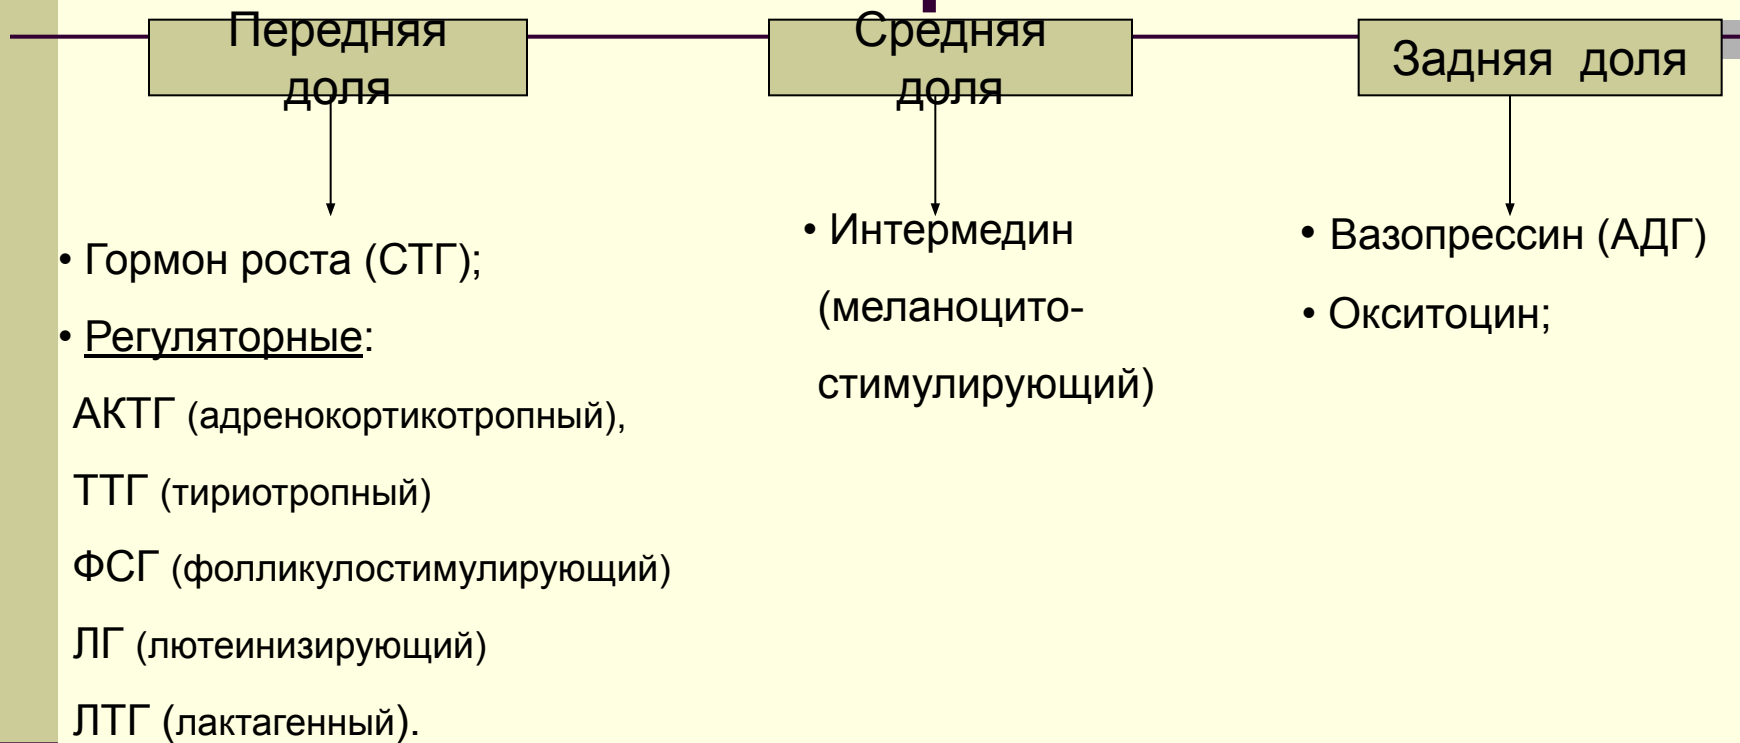 Передняя
доля
Средняя
доля
Задняя доля
• Гормон роста (СТГ);
• Регуляторные:
АКТГ (адренокортикотропный),
ТТГ (тириотропный)
ФСГ (фолликулостимулирующий)
ЛГ (лютеинизирующий)
ЛТГ (лактагенный).
• Интермедин
(меланоцито-
стимулирующий)
• Вазопрессин (АДГ)
• Окситоцин;